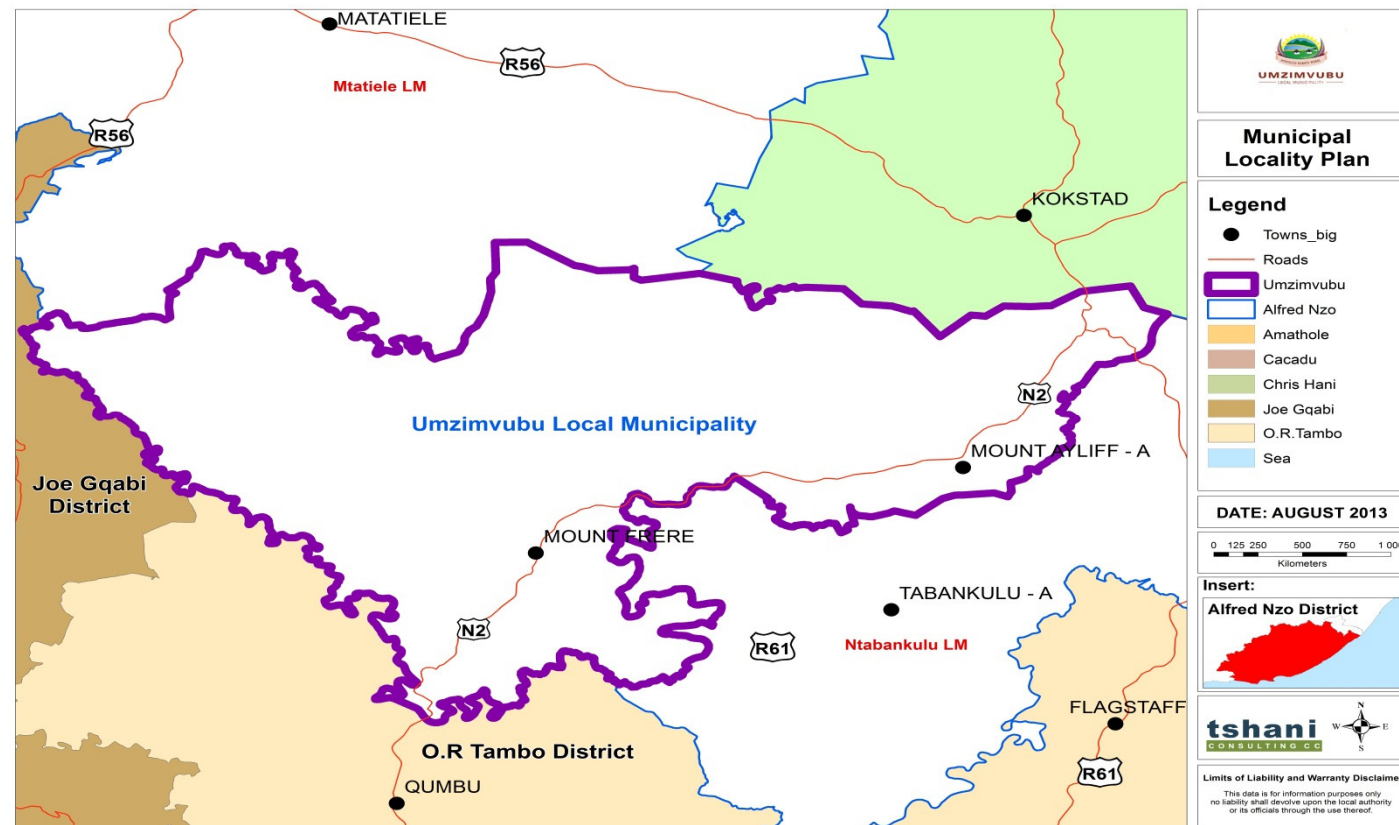 MATATIELE
R56
Mtatiele LM
R56
KOKSTAD
Umzimvubu Local Municipality
N2
MOUNT AYLIFF - A
Joe Gqabi
District
MOUNT FRERE
TABANKULU - A
N2
R61
Ntabankulu LM
FLAGSTAFF
O.R Tambo District
R61
QUMBU
UMZIMVUBU
LOCAL MUNICIPALITY
Municipal
Locality Plan
Legend
Towns_big
Roads
Umzimvubu
Alfred Nzo
Amathole
Cacadu
Chris Hani
Joe Gqabi
O.R.Tambo
Sea
DATE: AUGUST 2013
0 125 250 500 750 1 00
Kilometers
Insert:
Alfred Nzo District
tshani
CONSULTING CC
N
W E
S
Limits of Liability and Warranty Disclaime
This data is for information purposes only
no liability shall devolve upon the local authority
or its officials through the use thereof.